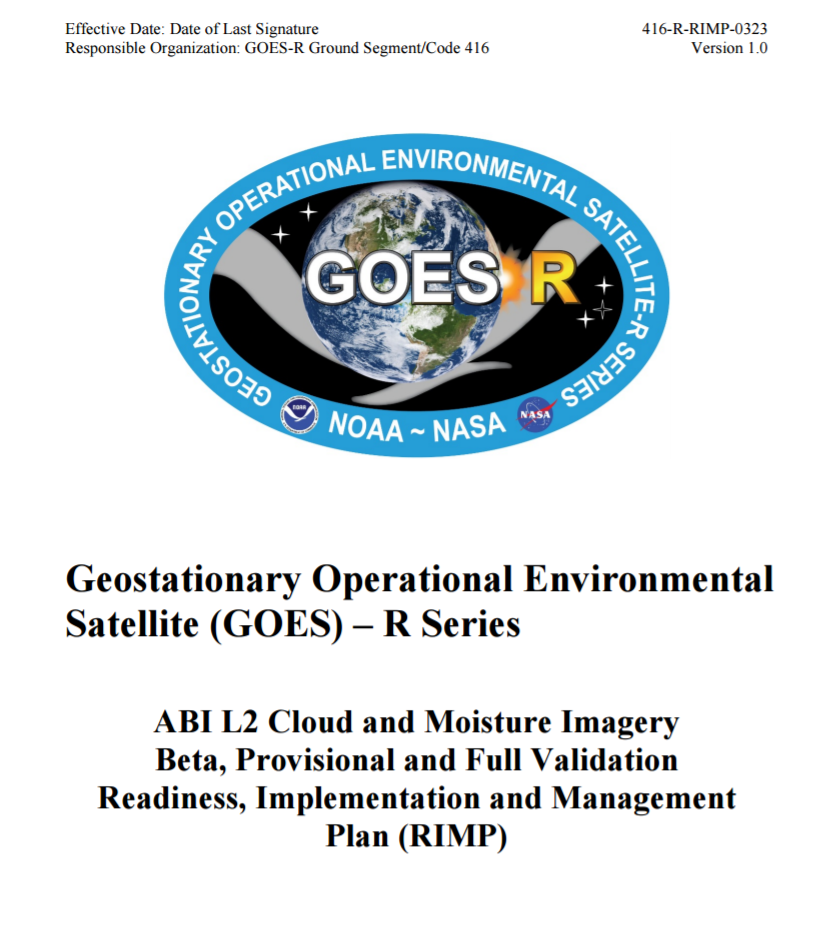 Effective Date: Date of Last Signature 416-R-RIMP-0323
Responsible Organization: GOES-R Ground Segment/Code 416 Version 1.0
GEOSTATIONARY OPERATIONAL ENVIRONMENTAL SATELLITE-R SERIES
GOES R
NOAA
NOAA ~ NASA
NASA
Geostationary Operational Environmental
Satellite (GOES) – R Series
ABI L2 Cloud and Moisture Imagery
Beta, Provisional and Full Validation
Readiness, Implementation and Management
Plan (RIMP)